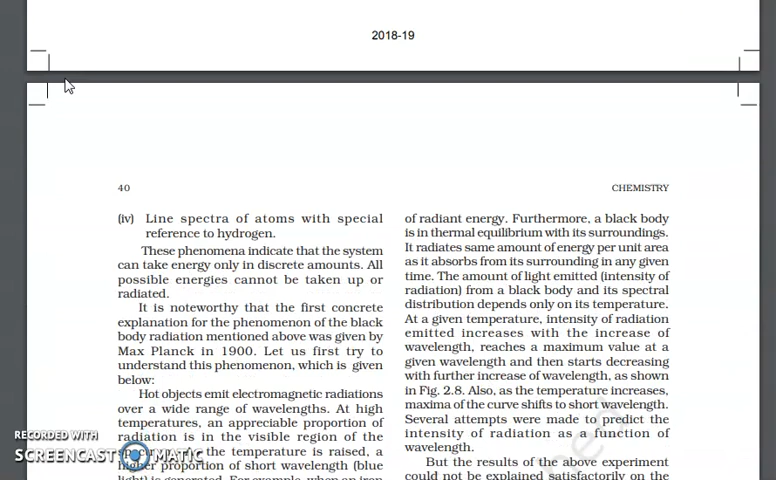 2018-19
40
CHEMISTRY
(iv) Line spectra of atoms with special
reference to hydrogen.
These phenomena indicate that the system
can take energy only in discrete amounts. All
possible energies cannot be taken up or
radiated.
It is noteworthy that the first concrete
explanation for the phenomenon of the black
body radiation mentioned above was given by
Max Planck in 1900. Let us first try to
understand this phenomenon, which is given
below:
Hot objects emit electromagnetic radiations
over a wide range of wavelengths. At high
temperatures, an appreciable proportion of
radiation is in the visible region of the
the temperature is raised, a
higher proportion of short wavelength (blue
light) is generated. For example, when an iron
of radiant energy. Furthermore, a black body
is in thermal equilibrium with its surroundings.
It radiates same amount of energy per unit area
as it absorbs from its surrounding in any given
time. The amount of light emitted (intensity of
radiation) from a black body and its spectral
distribution depends only on its temperature.
At a given temperature, intensity of radiation
emitted increases with the increase of
wavelength, reaches a maximum value at a
given wavelength and then starts decreasing
with further increase of wavelength, as shown
in Fig. 2.8. Also, as the temperature increases,
maxima of the curve shifts to short wavelength.
Several attempts were made to predict the
intensity of radiation as a function of
wavelength.
But the results of the above experiment
could not be explained satisfactorily on the
RECORDED WITH
SCREENCAST MATIC